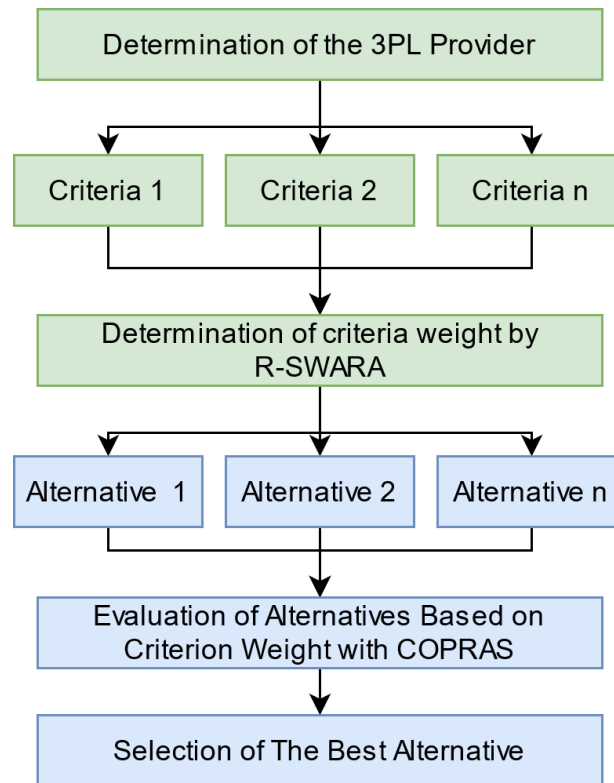 Determination of the 3PL Provider
Criteria 1
Criteria 2
Criteria n
Determination of criteria weight by
R-SWARA
Alternative 1
Alternative 2
Alternative n
Evaluation of Alternatives Based on
Criterion Weight with COPRAS
Selection of The Best Alternative